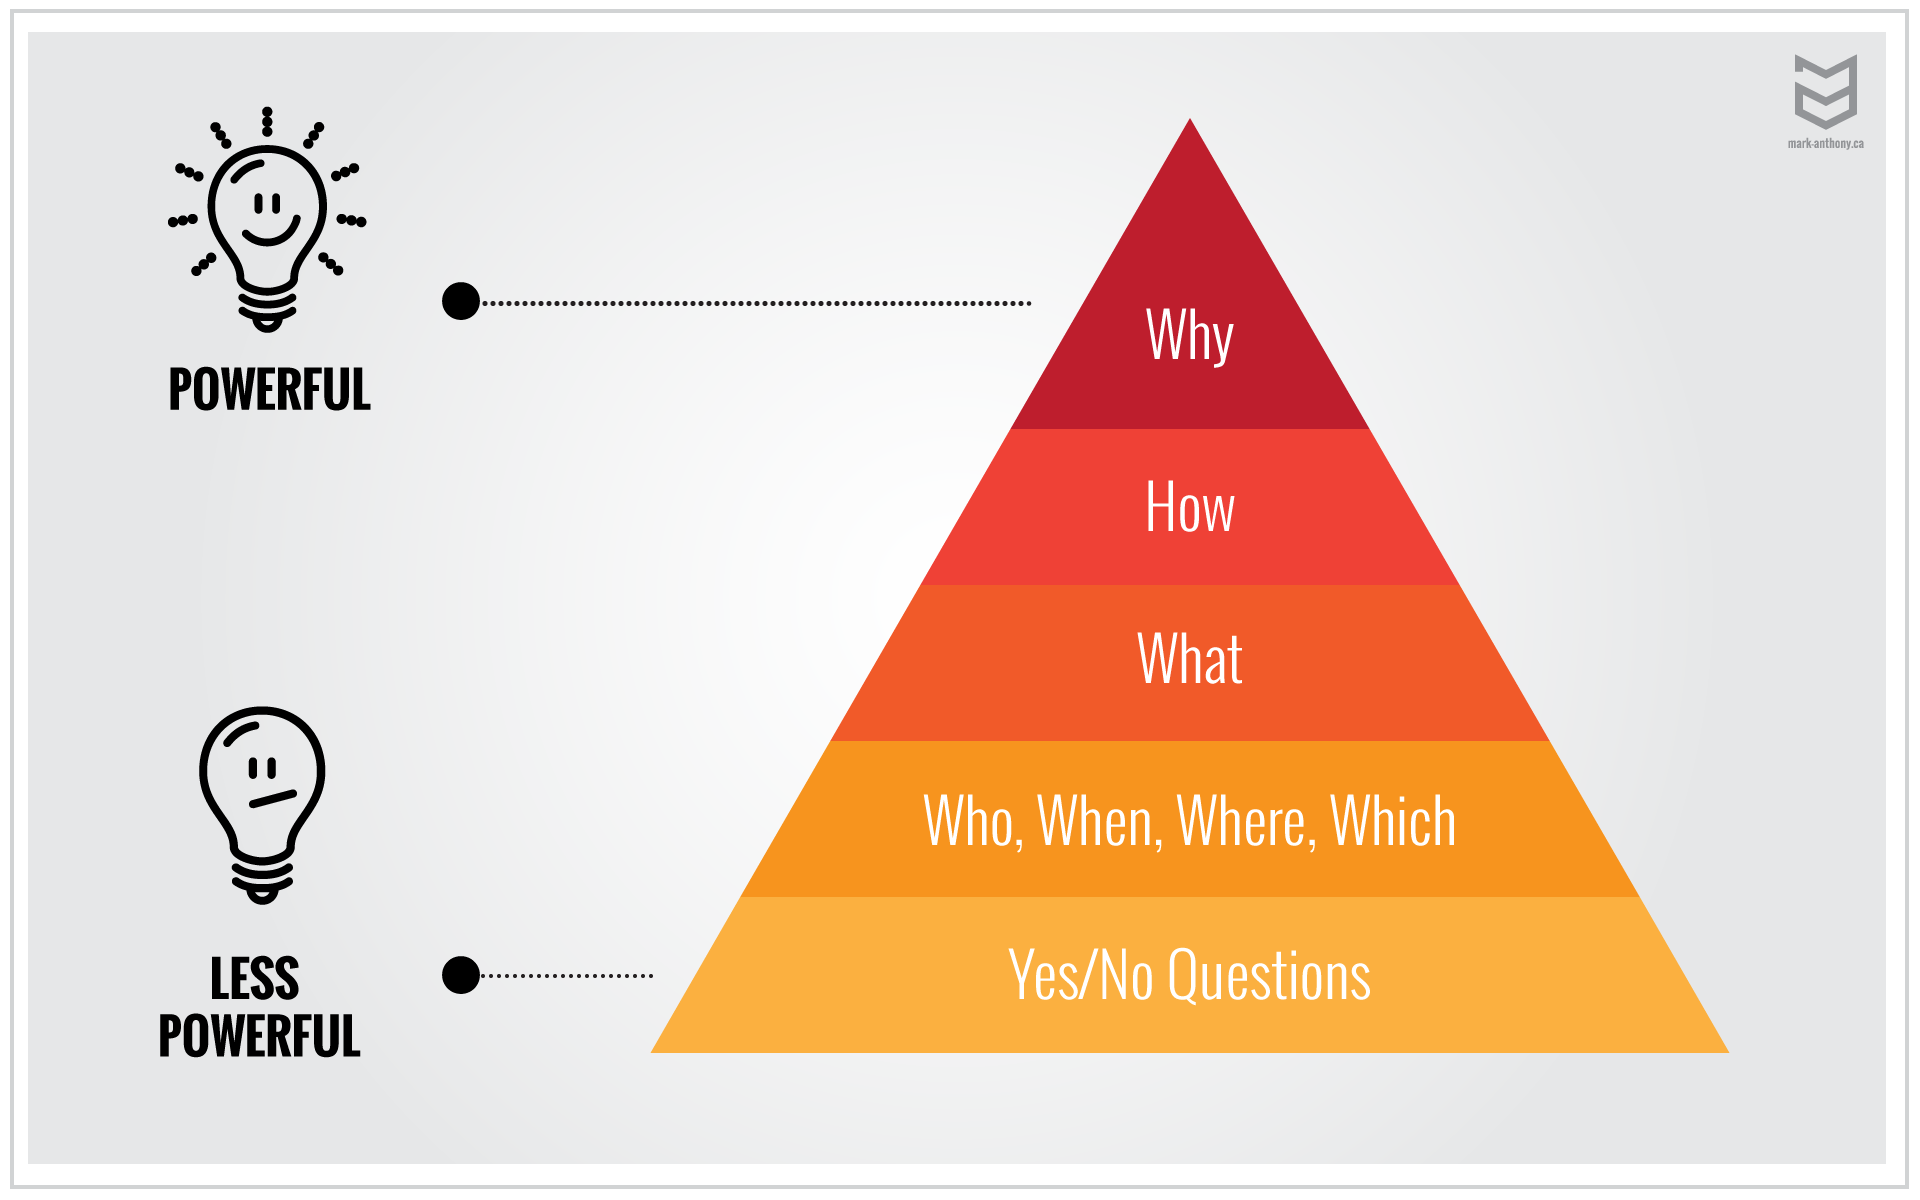 mark-anthony.ca
POWERFUL
Why
How
What
Who, When, Where, Which
LESS
POWERFUL
Yes/No Questions